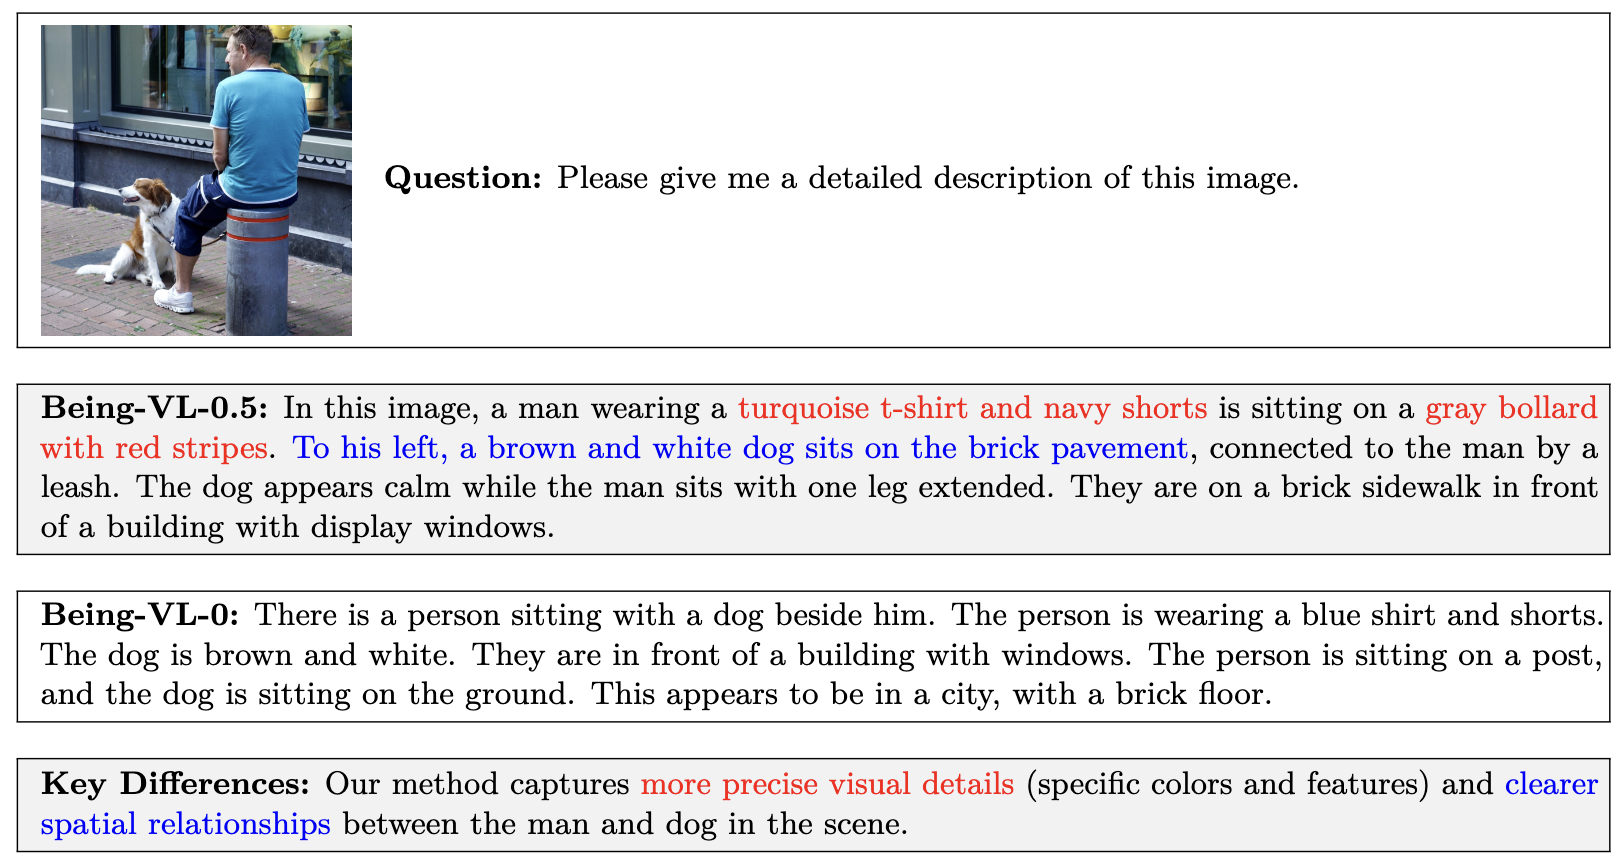 Question: Please give me a detailed description of this image.
Being-VL-0.5: In this image, a man wearing a turquoise t-shirt and navy shorts is sitting on a gray bollard
with red stripes. To his left, a brown and white dog sits on the brick pavement, connected to the man by a
leash. The dog appears calm while the man sits with one leg extended. They are on a brick sidewalk in front
of a building with display windows.
Being-VL-0: There is a person sitting with a dog beside him. The person is wearing a blue shirt and shorts.
The dog is brown and white. They are in front of a building with windows. The person is sitting on a post,
and the dog is sitting on the ground. This appears to be in a city, with a brick floor.
Key Differences: Our method captures more precise visual details (specific colors and features) and clearer
spatial relationships between the man and dog in the scene.